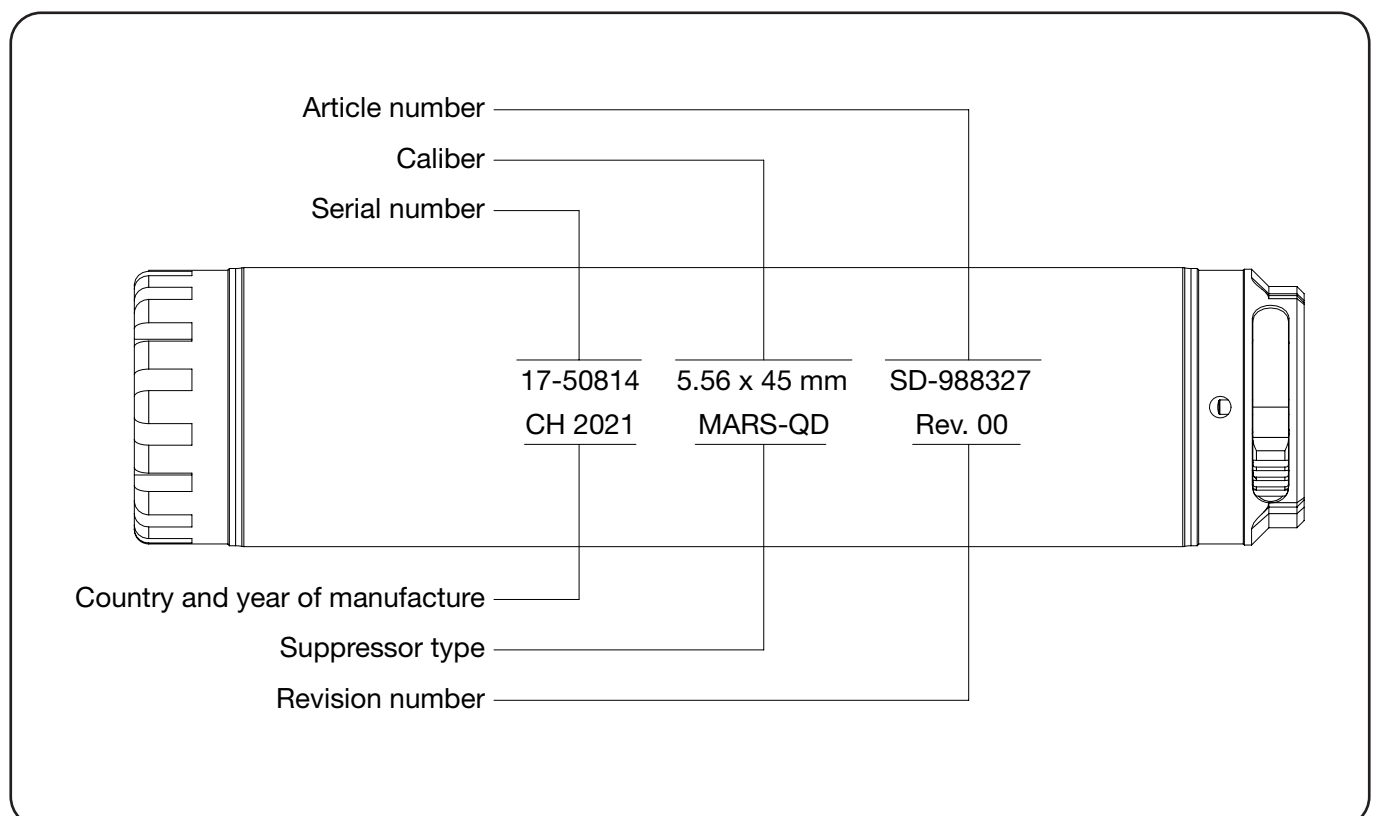 Article number
Caliber
Serial number
17-50814 5.56 x 45 mm SD-988327
CH 2021 MARS-QD Rev. 00
Country and year of manufacture
Suppressor type
Revision number